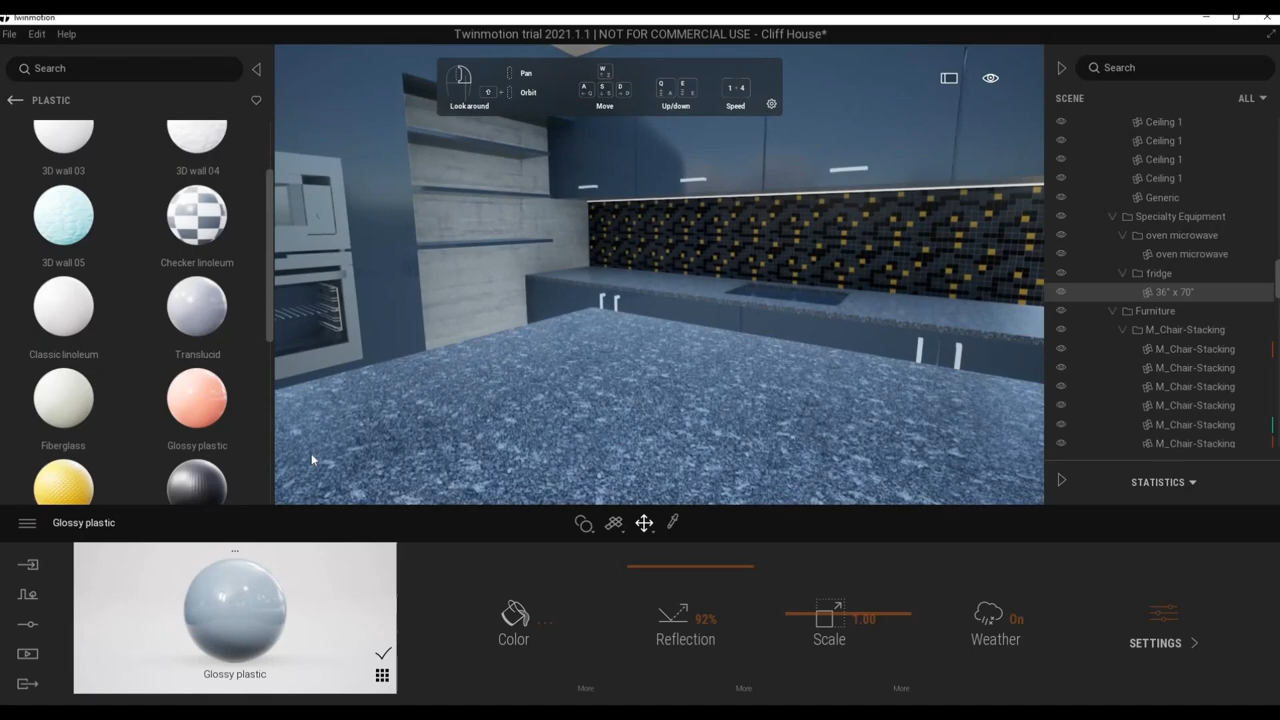 Twinmotion
File Edit Help
Twinmotion trial 2021.1.1 | NOT FOR COMMERCIAL USE - Cliff House*
Search
PLASTIC
3D wall 03
3D wall 04
3D wall 05
Checker linoleum
Classic linoleum
Translucid
Fiberglass
Glossy plastic
Pan
Orbit
Look around
W
A S D
Move
Q E
Up/down
1 - 4
Speed
Search
SCENE
ALL
Ceiling 1
Ceiling 1
Ceiling 1
Ceiling 1
Generic
Specialty Equipment
oven microwave
oven microwave
fridge
36" x 70"
Furniture
M_Chair-Stacking
M_Chair-Stacking
M_Chair-Stacking
M_Chair-Stacking
M_Chair-Stacking
M_Chair-Stacking
M_Chair-Stacking
STATISTICS
Glossy plastic
...
Glossy plastic
Color ...
More
Reflection 92%
More
Scale 1.00
More
Weather On
SETTINGS